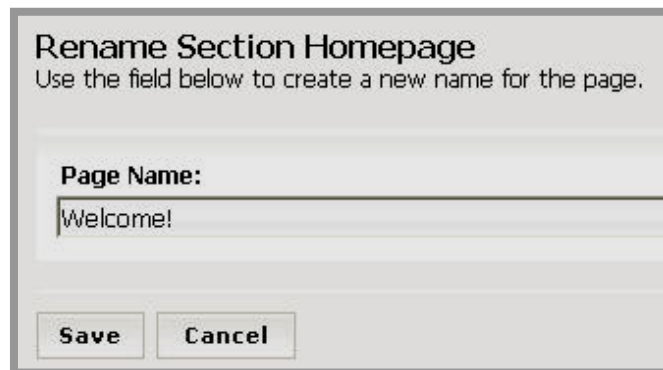 Rename Section Homepage
Use the field below to create a new name for the page.
Page Name:
Welcome!
Save Cancel